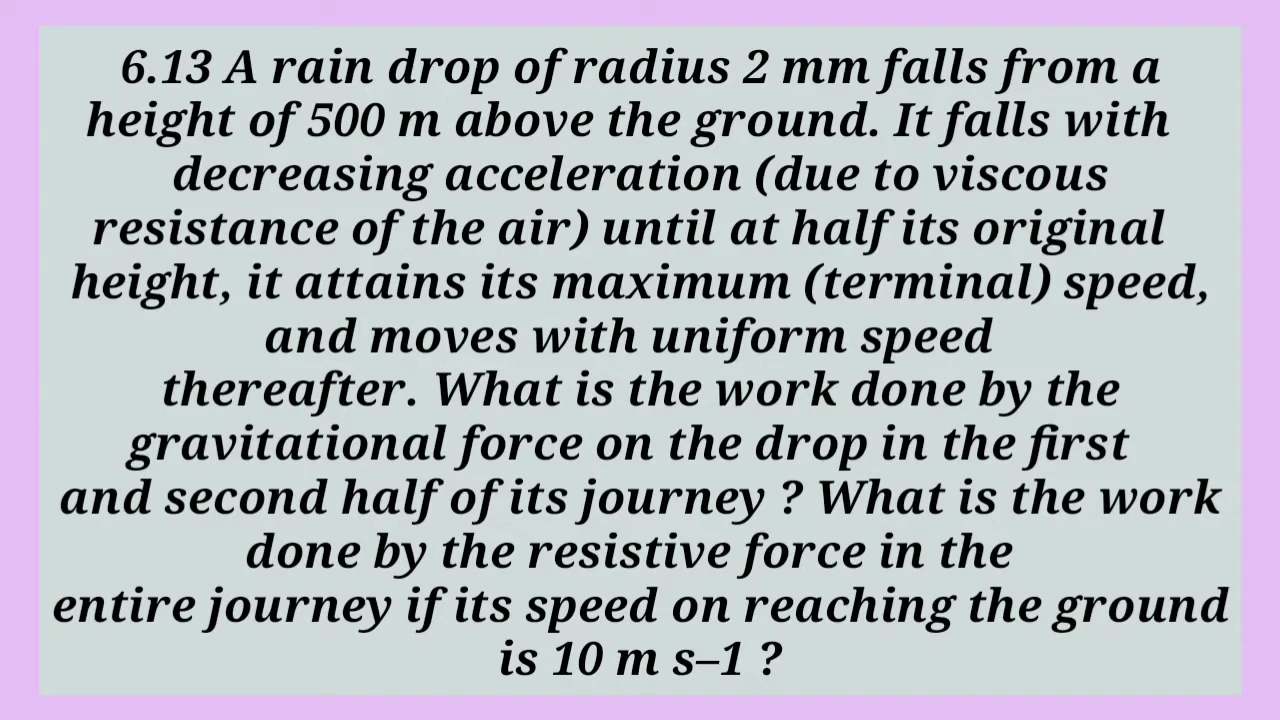 6.13 A rain drop of radius 2 mm falls from a
height of 500 m above the ground. It falls with
decreasing acceleration (due to viscous
resistance of the air) until at half its original
height, it attains its maximum (terminal) speed,
and moves with uniform speed
thereafter. What is the work done by the
gravitational force on the drop in the first
and second half of its journey ? What is the work
done by the resistive force in the
entire journey if its speed on reaching the ground
is 10 m s–1 ?